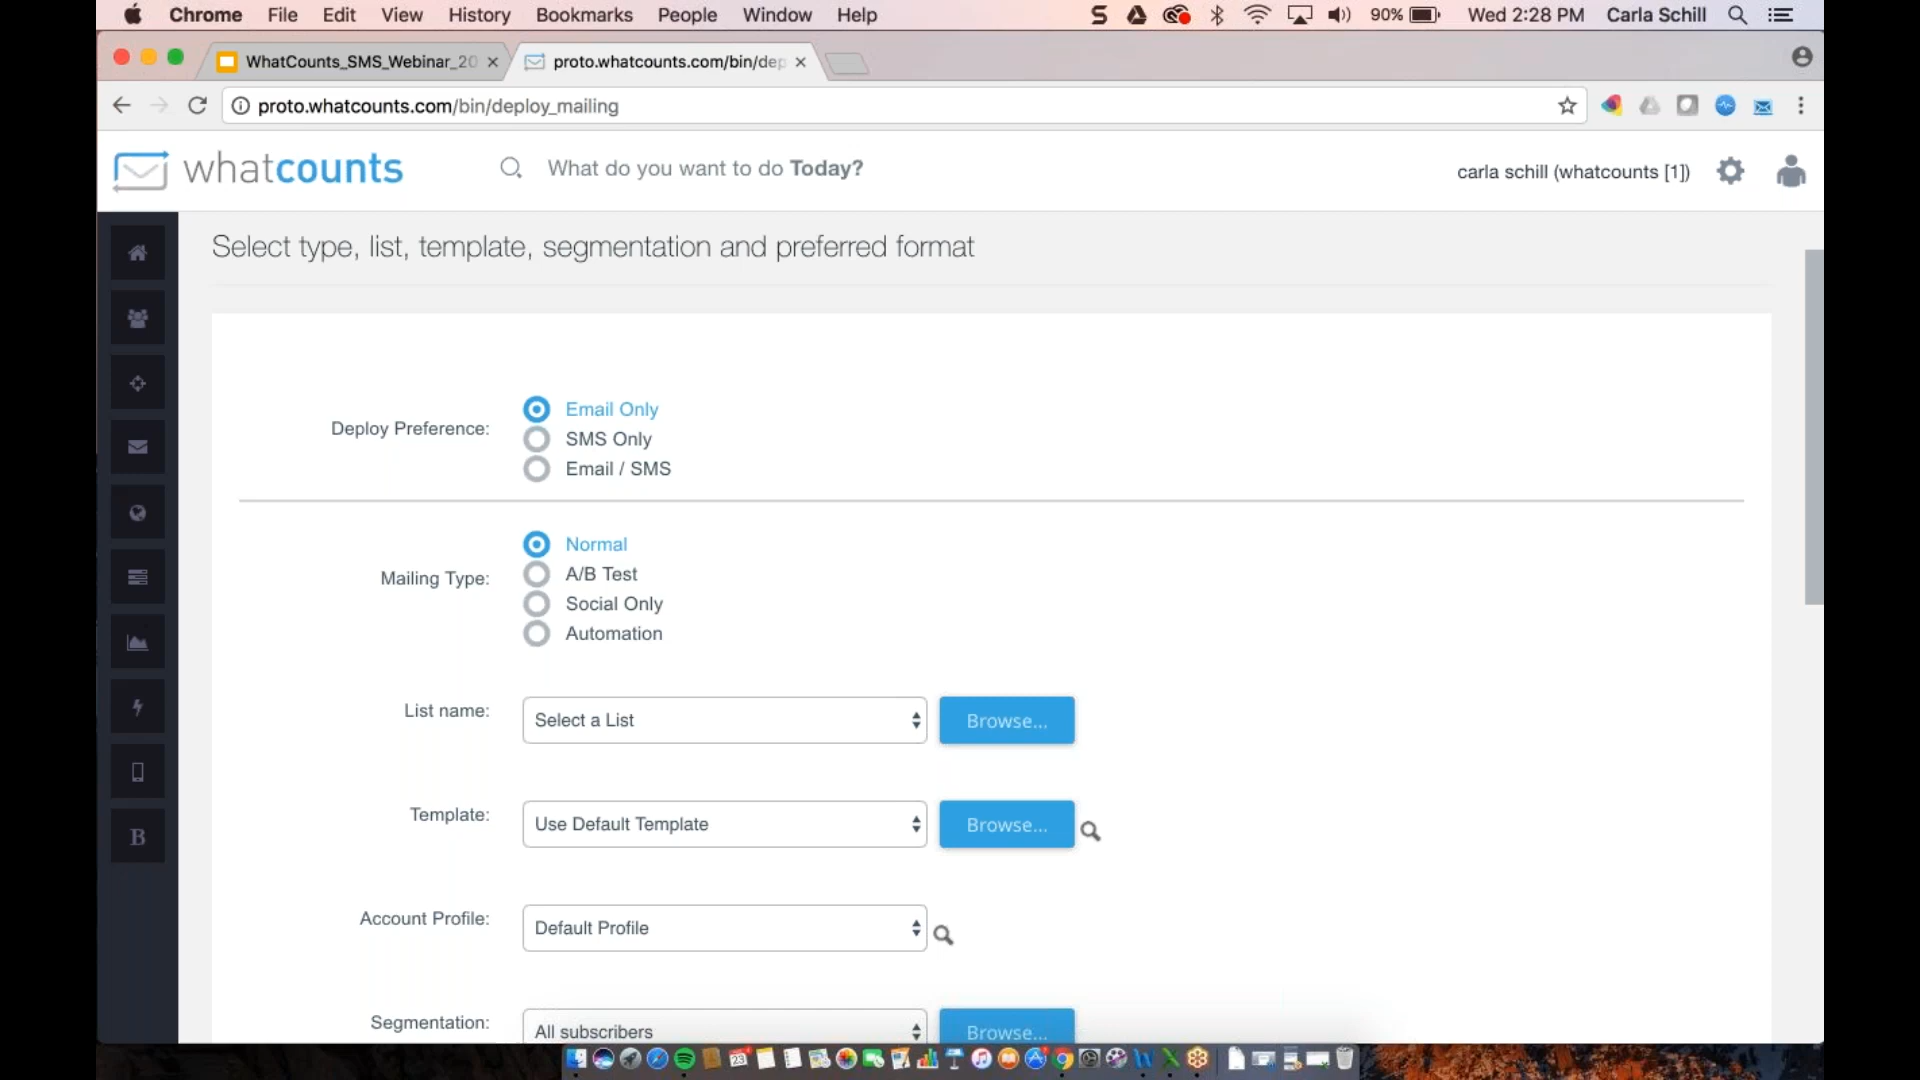 Chrome File Edit View History Bookmarks People Window Help 90% Wed 2:28 PM Carla Schill
WhatCounts_SMS_Webinar_20 proto.whatcounts.com/bin/dep
proto.whatcounts.com/bin/deploy_mailing
whatcounts What do you want to do Today? carla schill (whatcounts [1])
Select type, list, template, segmentation and preferred format
Email Only
Deploy Preference:
SMS Only
Email / SMS
Normal
A/B Test
Mailing Type:
Social Only
Automation
List name: Select a List Browse...
Template: Use Default Template Browse...
Account Profile: Default Profile
Segmentation: All subscribers Browse...
B
23